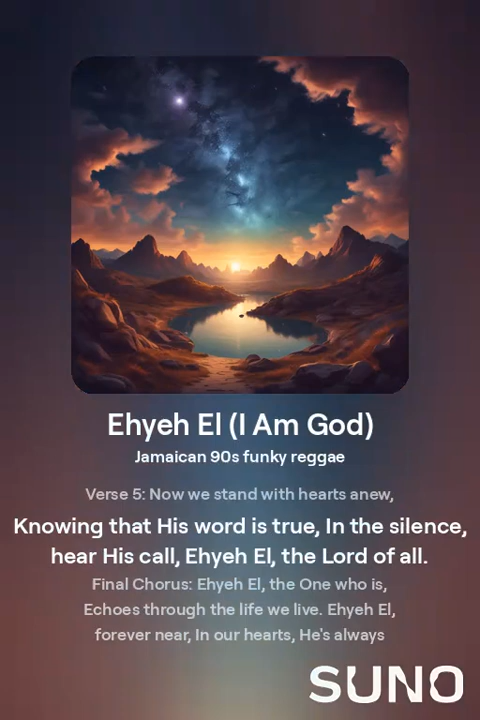 Ehyeh El (I Am God)
Jamaican 90s funky reggae
Verse 5: Now we stand with hearts anew,
Knowing that His word is true, In the silence,
hear His call, Ehyeh El, the Lord of all.
Final Chorus: Ehyeh El, the One who is,
Echoes through the life we live. Ehyeh El,
forever near, In our hearts, He's always
SUNO